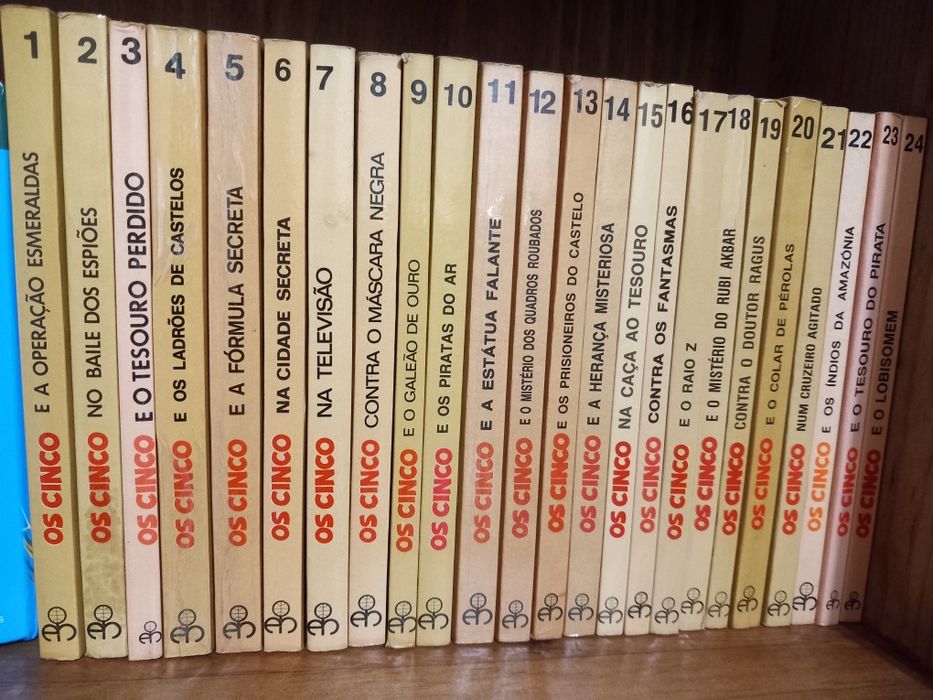 1 OS CINCO E A OPERAÇÃO ESMERALDAS
2 OS CINCO NO BAILE DOS ESPIÕES
3 OS CINCO E O TESOURO PERDIDO
4 OS CINCO E OS LADRÕES DE CASTELOS
5 OS CINCO E A FÓRMULA SECRETA
6 OS CINCO NA CIDADE SECRETA
7 OS CINCO NA TELEVISÃO
8 OS CINCO CONTRA O MÁSCARA NEGRA
9 OS CINCO E O GALEÃO DE OURO
10 OS CINCO E OS PIRATAS DO AR
11 OS CINCO E A ESTÁTUA FALANTE
12 OS CINCO E O MISTÉRIO DOS QUADROS ROUBADOS
13 OS CINCO E OS PRISIONEIROS DO CASTELO
14 OS CINCO E A HERANÇA MISTERIOSA
15 OS CINCO NA CAÇA AO TESOURO
16 OS CINCO CONTRA OS FANTASMAS
17 OS CINCO E O RAIO Z
18 OS CINCO E O MISTÉRIO DO RUBI AKBAR
19 OS CINCO CONTRA O DOUTOR RAGUS
20 OS CINCO E O COLAR DE PÉROLAS
21 OS CINCO NUM CRUZEIRO AGITADO
22 OS CINCO E OS ÍNDIOS DA AMAZÓNIA
23 OS CINCO E O TESOURO DO PIRATA
24 OS CINCO E O LOBISOMEM